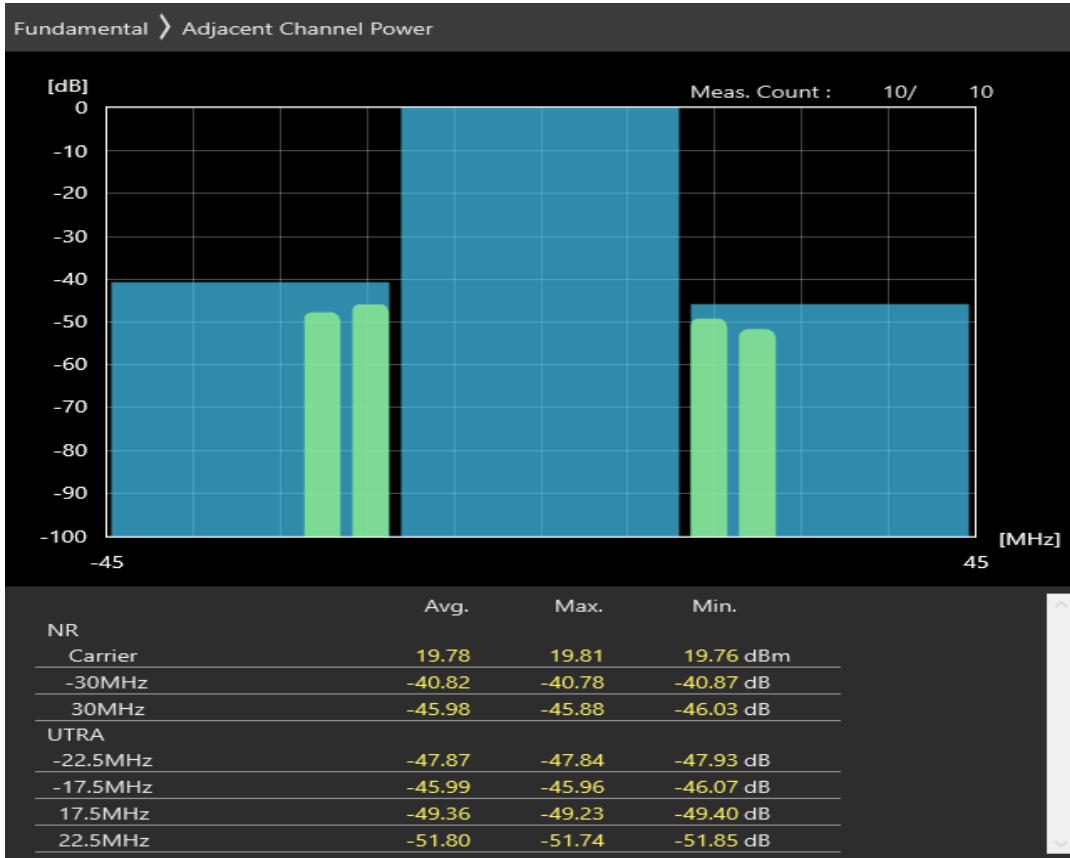 Fundamental ❯ Adjacent Channel Power
[dB]
Meas. Count : 10/ 10
0
-10
-20
-30
-40
-50
-60
-70
-80
-90
-100
[MHz]
-45 45
Avg. Max. Min.
NR
Carrier 19.78 19.81 19.76 dBm
-30MHz -40.82 -40.78 -40.87 dB
30MHz -45.98 -45.88 -46.03 dB
UTRA
-22.5MHz -47.87 -47.84 -47.93 dB
-17.5MHz -45.99 -45.96 -46.07 dB
17.5MHz -49.36 -49.23 -49.40 dB
22.5MHz -51.80 -51.74 -51.85 dB